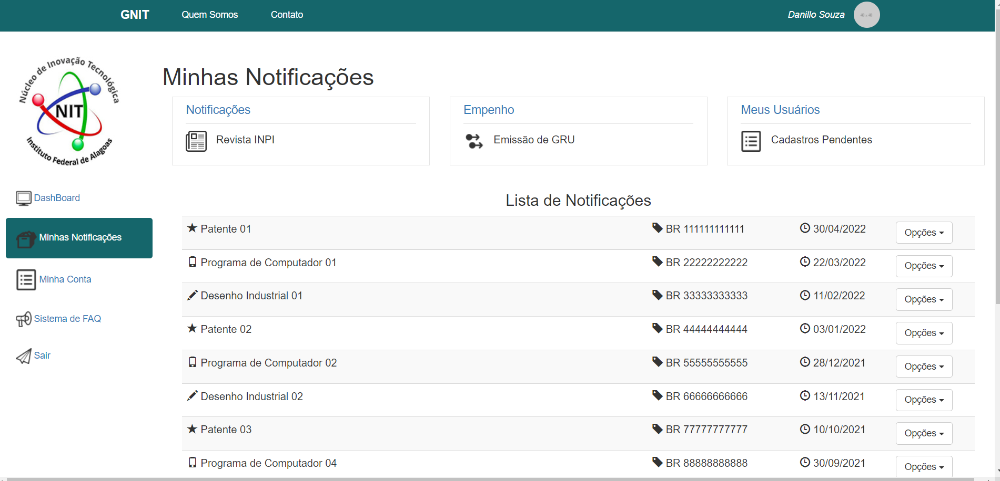 GNIT
Quem Somos
Contato
Danillo Souza
Núcleo de Inovação Tecnológica
NIT
Instituto Federal de Alagoas
DashBoard
Minhas Notificações
Minha Conta
Sistema de FAQ
Sair
Minhas Notificações
Notificações
Revista INPI
Empenho
Emissão de GRU
Meus Usuários
Cadastros Pendentes
Lista de Notificações
Patente 01 BR 111111111111 30/04/2022 Opções
Programa de Computador 01 BR 22222222222 22/03/2022 Opções
Desenho Industrial 01 BR 33333333333 11/02/2022 Opções
Patente 02 BR 44444444444 03/01/2022 Opções
Programa de Computador 02 BR 55555555555 28/12/2021 Opções
Desenho Industrial 02 BR 66666666666 13/11/2021 Opções
Patente 03 BR 77777777777 10/10/2021 Opções
Programa de Computador 04 BR 88888888888 30/09/2021 Opções